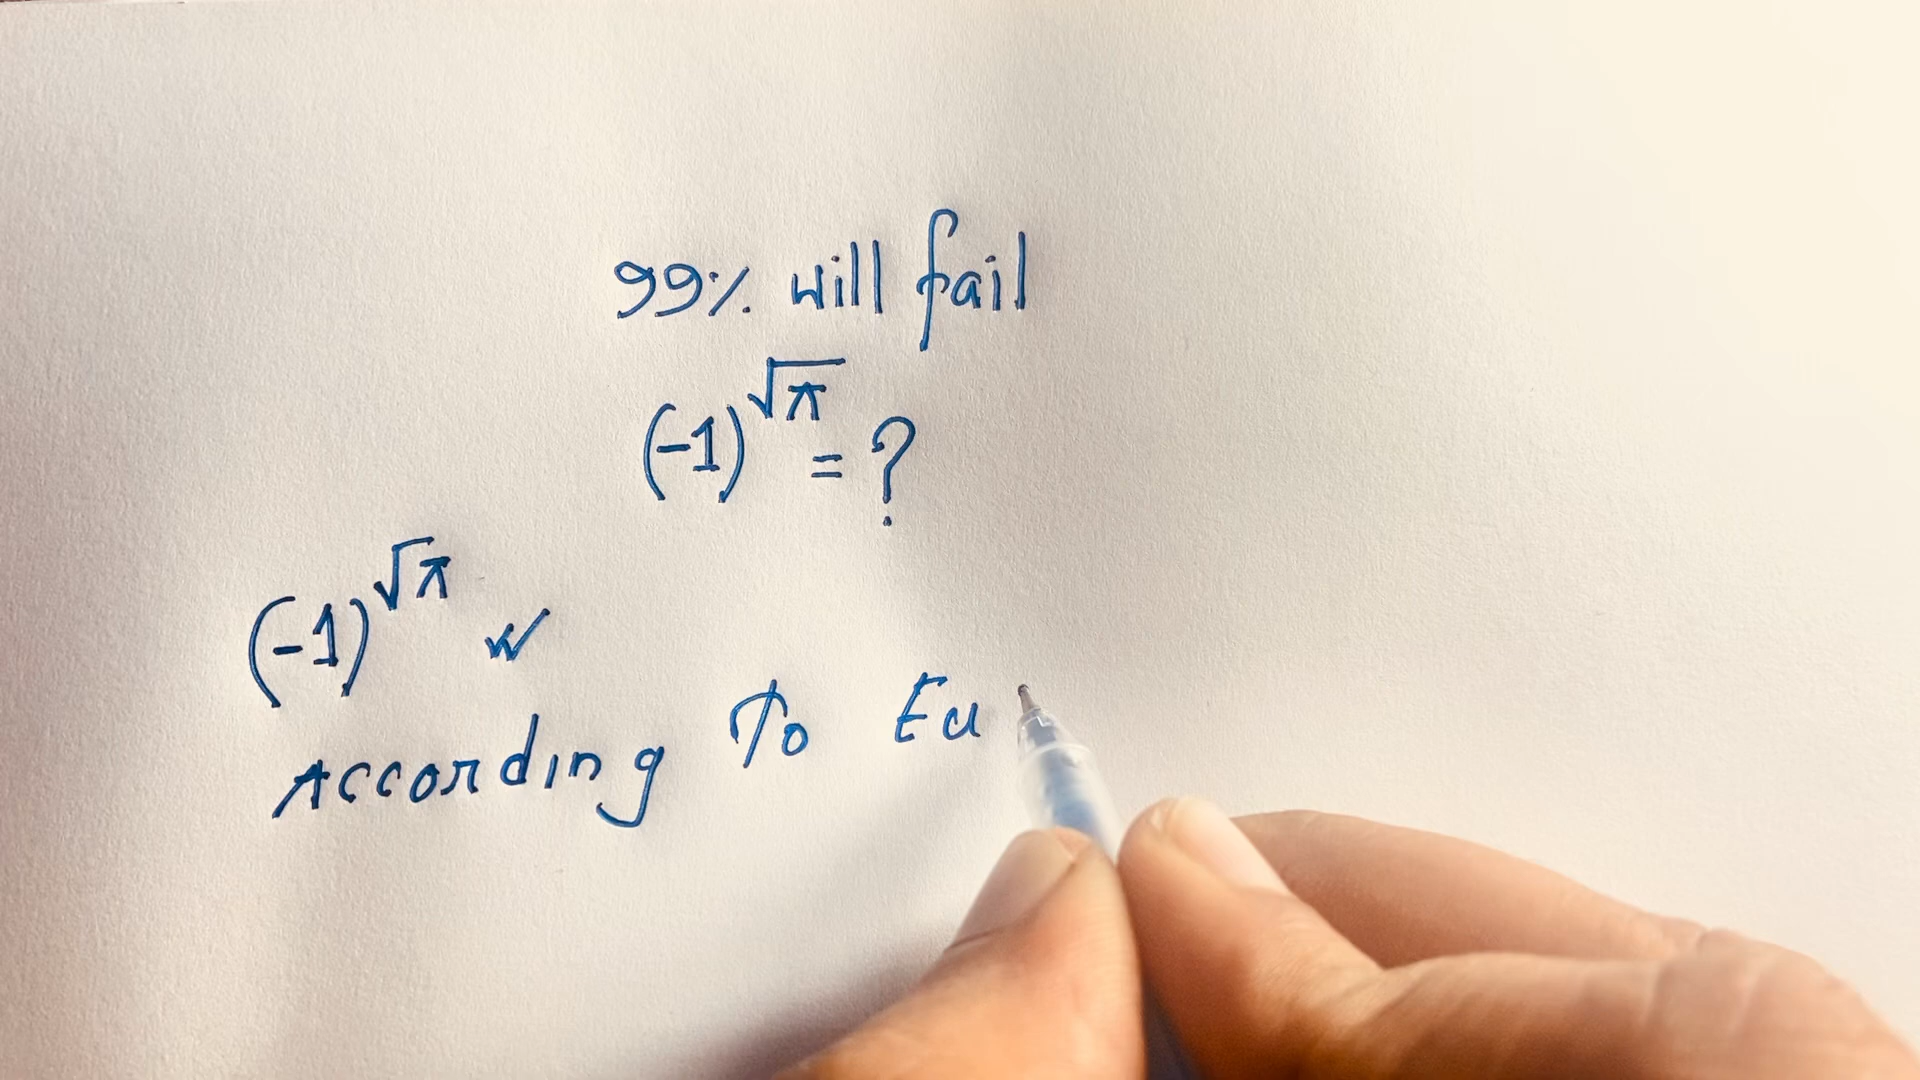 99% will fail
(-1)^√π = ?
(-1)^√π
According To Eu